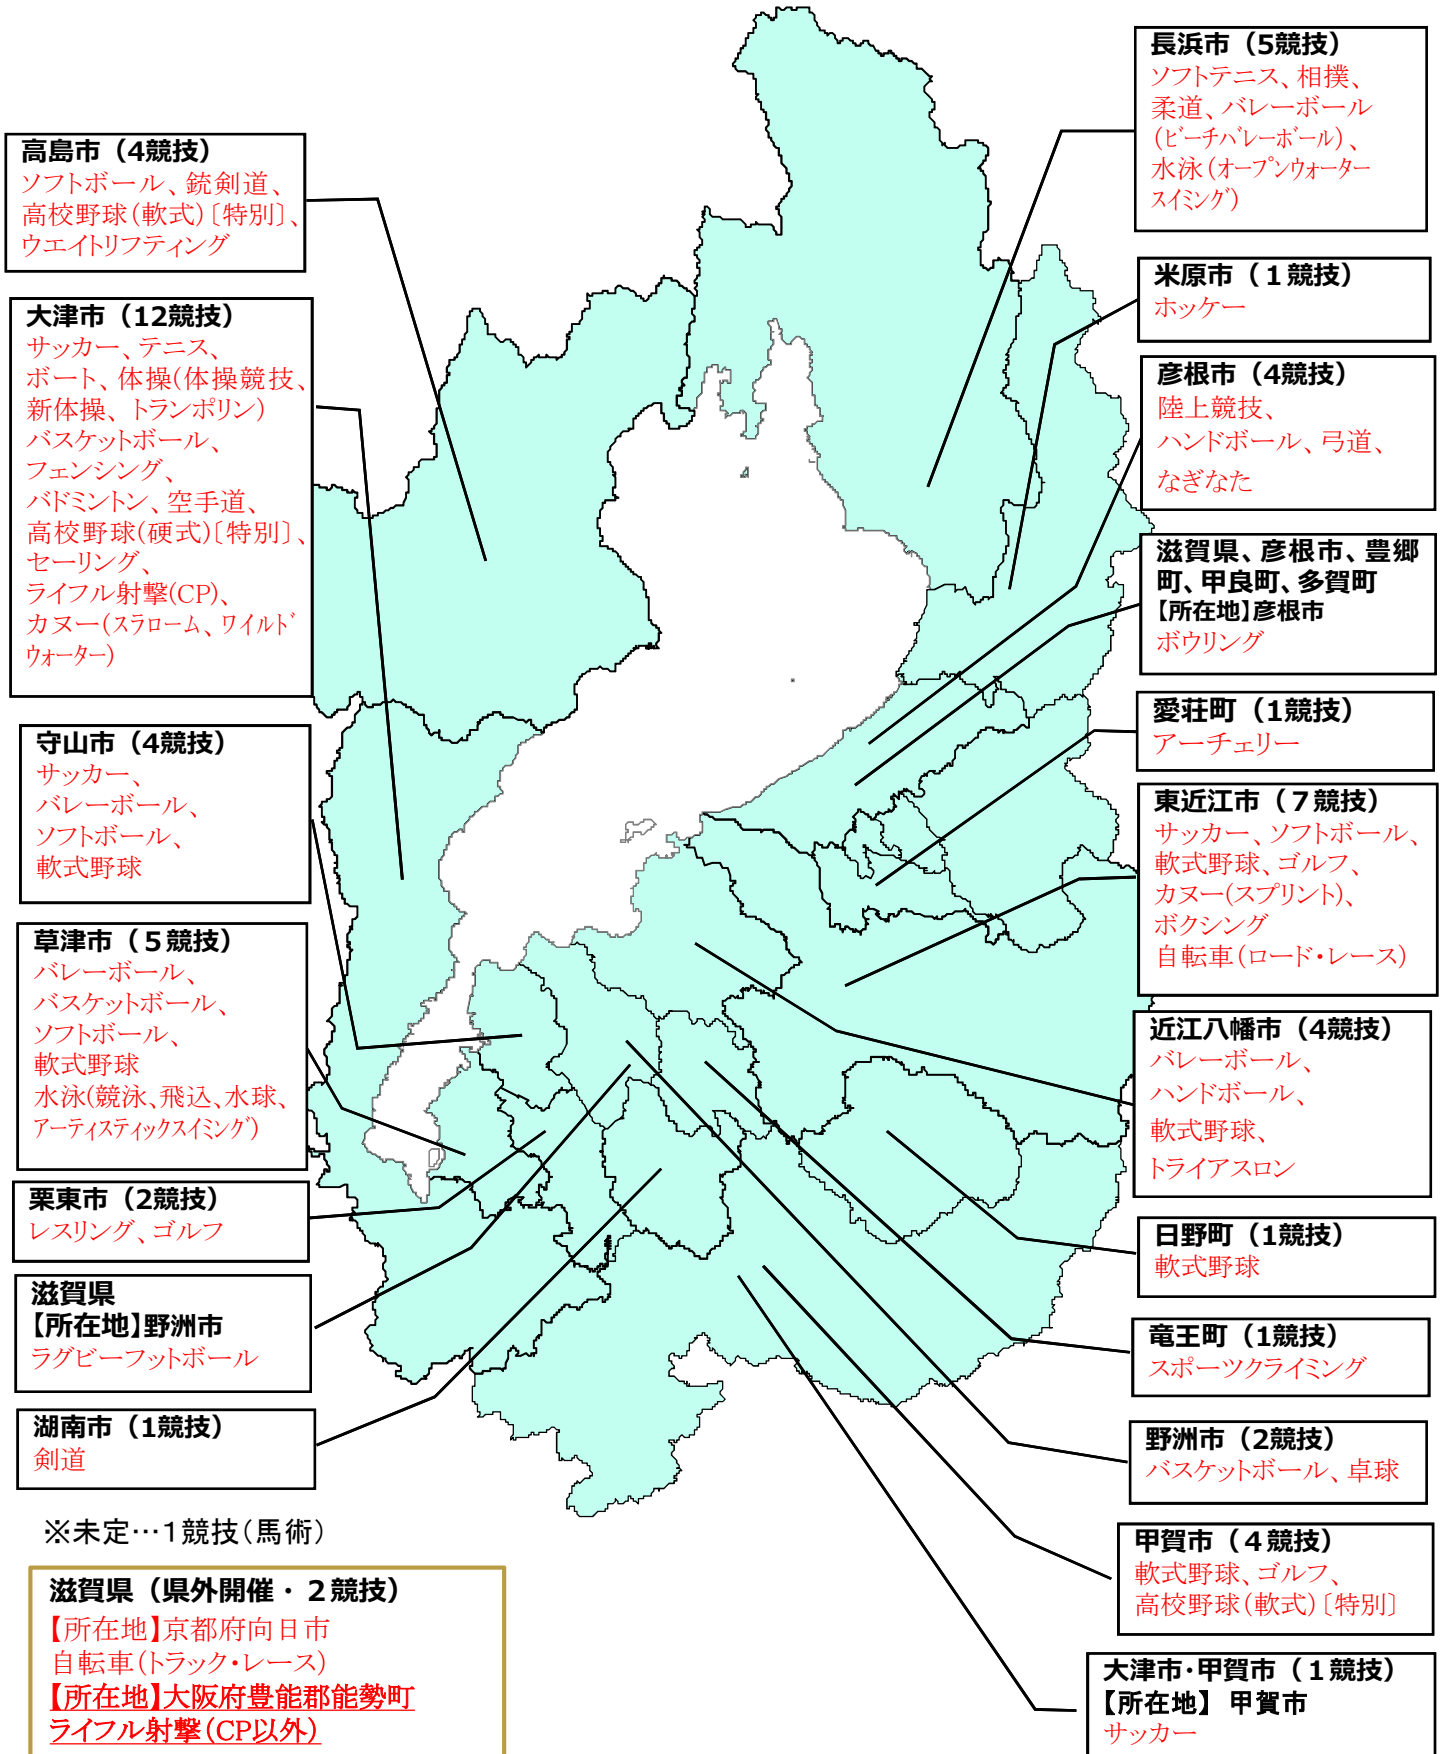 長浜市（5競技）
ソフトテニス、相撲、
柔道、バレーボール
(ビーチバレーボール)、
水泳(オープンウォーター
スイミング)
高島市（4競技）
ソフトボール、銃剣道、
高校野球(軟式)〔特別〕、
ウエイトリフティング
米原市（１競技）
ホッケー
大津市（12競技）
サッカー、テニス、
ボート、体操(体操競技、
新体操、トランポリン)
バスケットボール、
フェンシング、
バドミントン、空手道、
高校野球(硬式)〔特別〕、
セーリング、
ライフル射撃(CP)、
カヌー(スラローム、ワイルド
ウォーター)
彦根市（4競技）
陸上競技、
ハンドボール、弓道、
なぎなた
滋賀県、彦根市、豊郷
町、甲良町、多賀町
【所在地】彦根市
ボウリング
愛荘町（1競技）
アーチェリー
守山市（4競技）
サッカー、
バレーボール、
ソフトボール、
軟式野球
東近江市（７競技）
サッカー、ソフトボール、
軟式野球、ゴルフ、
カヌー(スプリント)、
ボクシング
自転車(ロード・レース)
草津市（５競技）
バレーボール、
バスケットボール、
ソフトボール、
軟式野球
水泳(競泳、飛込、水球、
アーティスティックスイミング)
近江八幡市（4競技）
バレーボール、
ハンドボール、
軟式野球、
トライアスロン
栗東市（2競技）
レスリング、ゴルフ
日野町（1競技）
軟式野球
滋賀県
【所在地】野洲市
ラグビーフットボール
竜王町（1競技）
スポーツクライミング
湖南市（1競技）
剣道
野洲市（2競技）
バスケットボール、卓球
※未定…１競技(馬術)
甲賀市（４競技）
軟式野球、ゴルフ、
高校野球(軟式)〔特別〕
滋賀県（県外開催・２競技）
【所在地】京都府向日市
自転車(トラック・レース)
【所在地】大阪府豊能郡能勢町
ライフル射撃(CP以外)
大津市・甲賀市（１競技）
【所在地】 甲賀市
サッカー